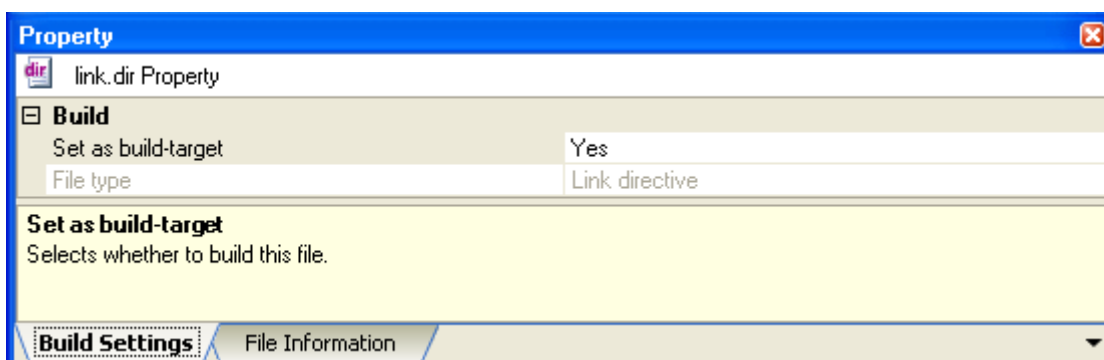 Property
dir link.dir Property
Build
Set as build-target Yes
File type Link directive
Set as build-target
Selects whether to build this file.
Build Settings File Information